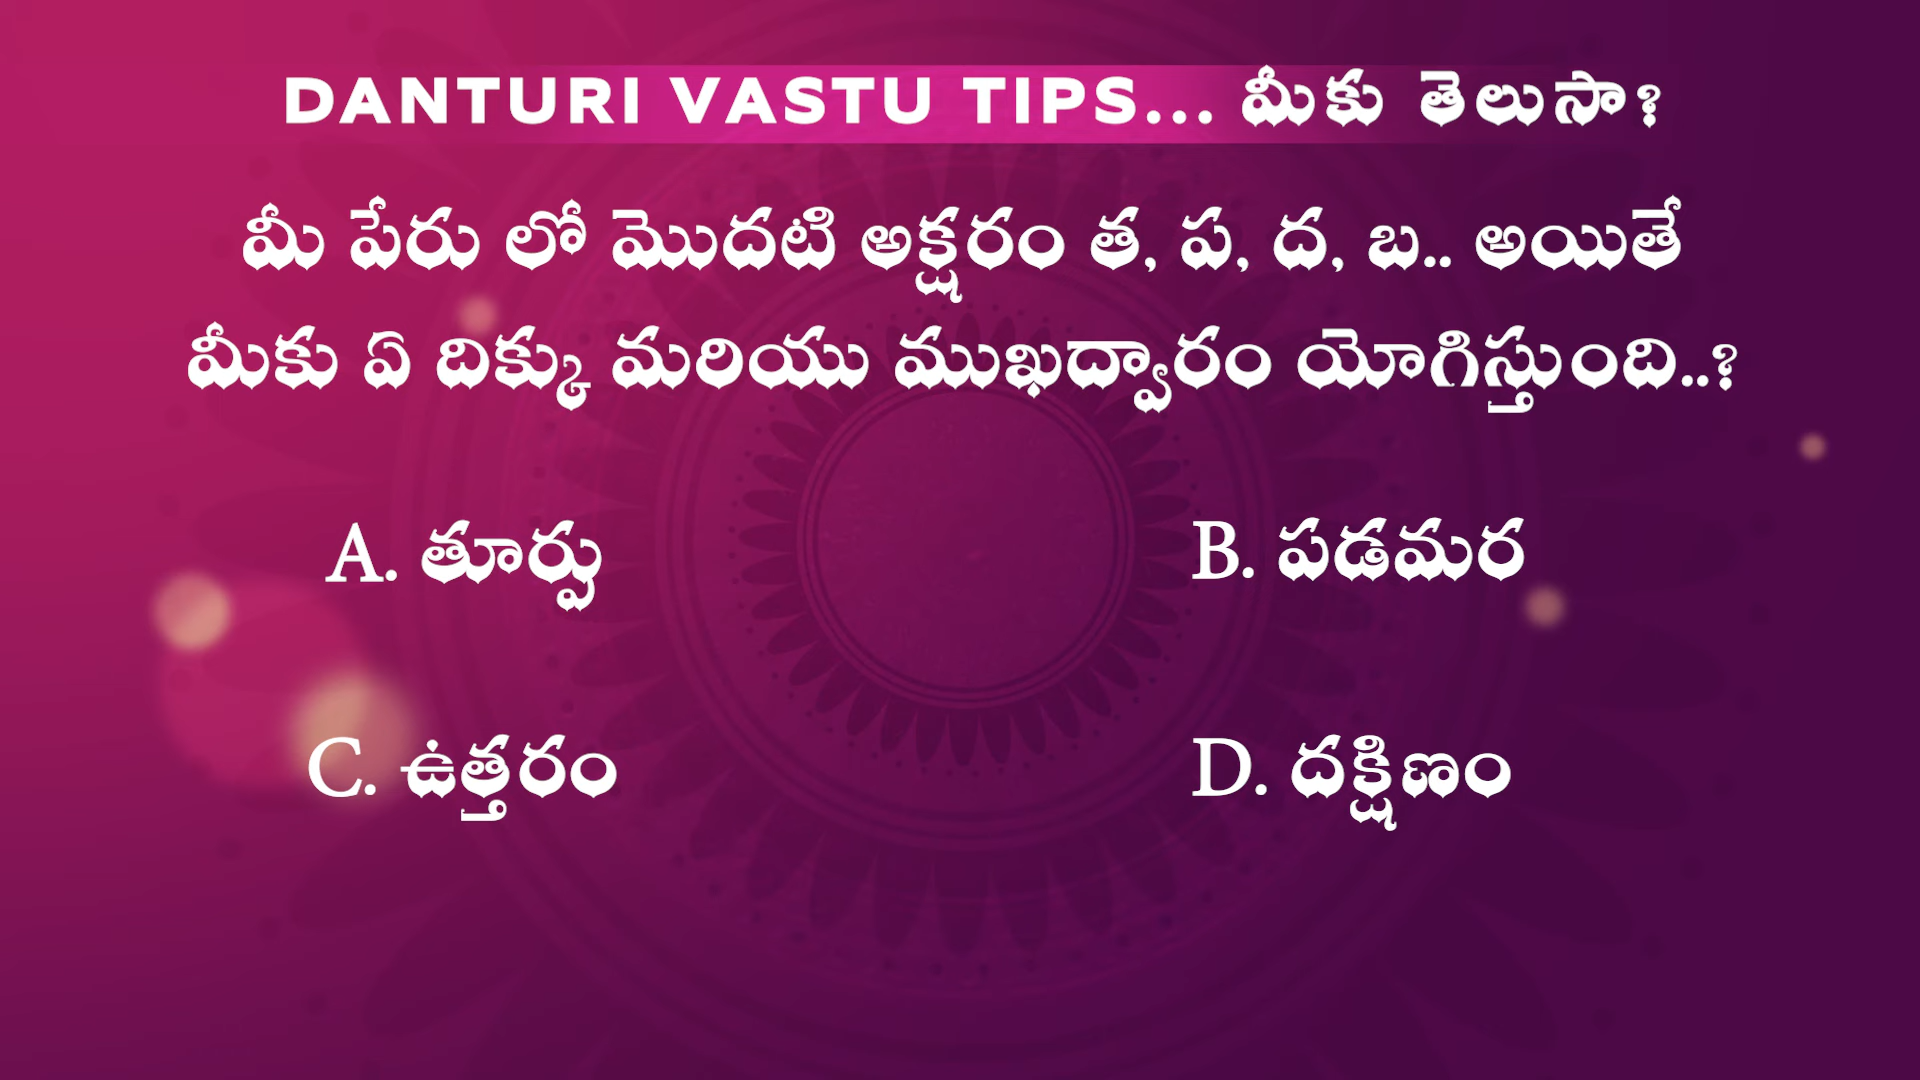 DANTURI VASTU TIPS... మీకు తెలుసా?
మీ పేరు లో మొదటి అక్షరం త, ప, ద, బ.. అయితే
మీకు ఏ దిక్కు మరియు ముఖద్వారం యోగిస్తుంది..?
A. తూర్పు
B. పడమర
C. ఉత్తరం
D. దక్షిణం